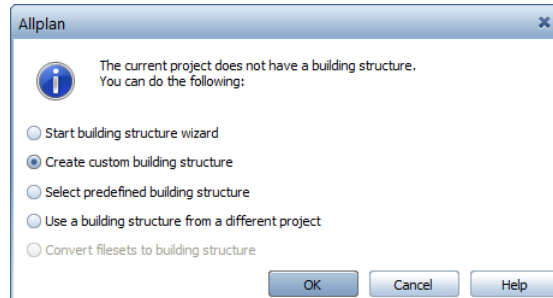 Allplan
The current project does not have a building structure.
You can do the following:
Start building structure wizard
Create custom building structure
Select predefined building structure
Use a building structure from a different project
Convert filesets to building structure
OK Cancel Help